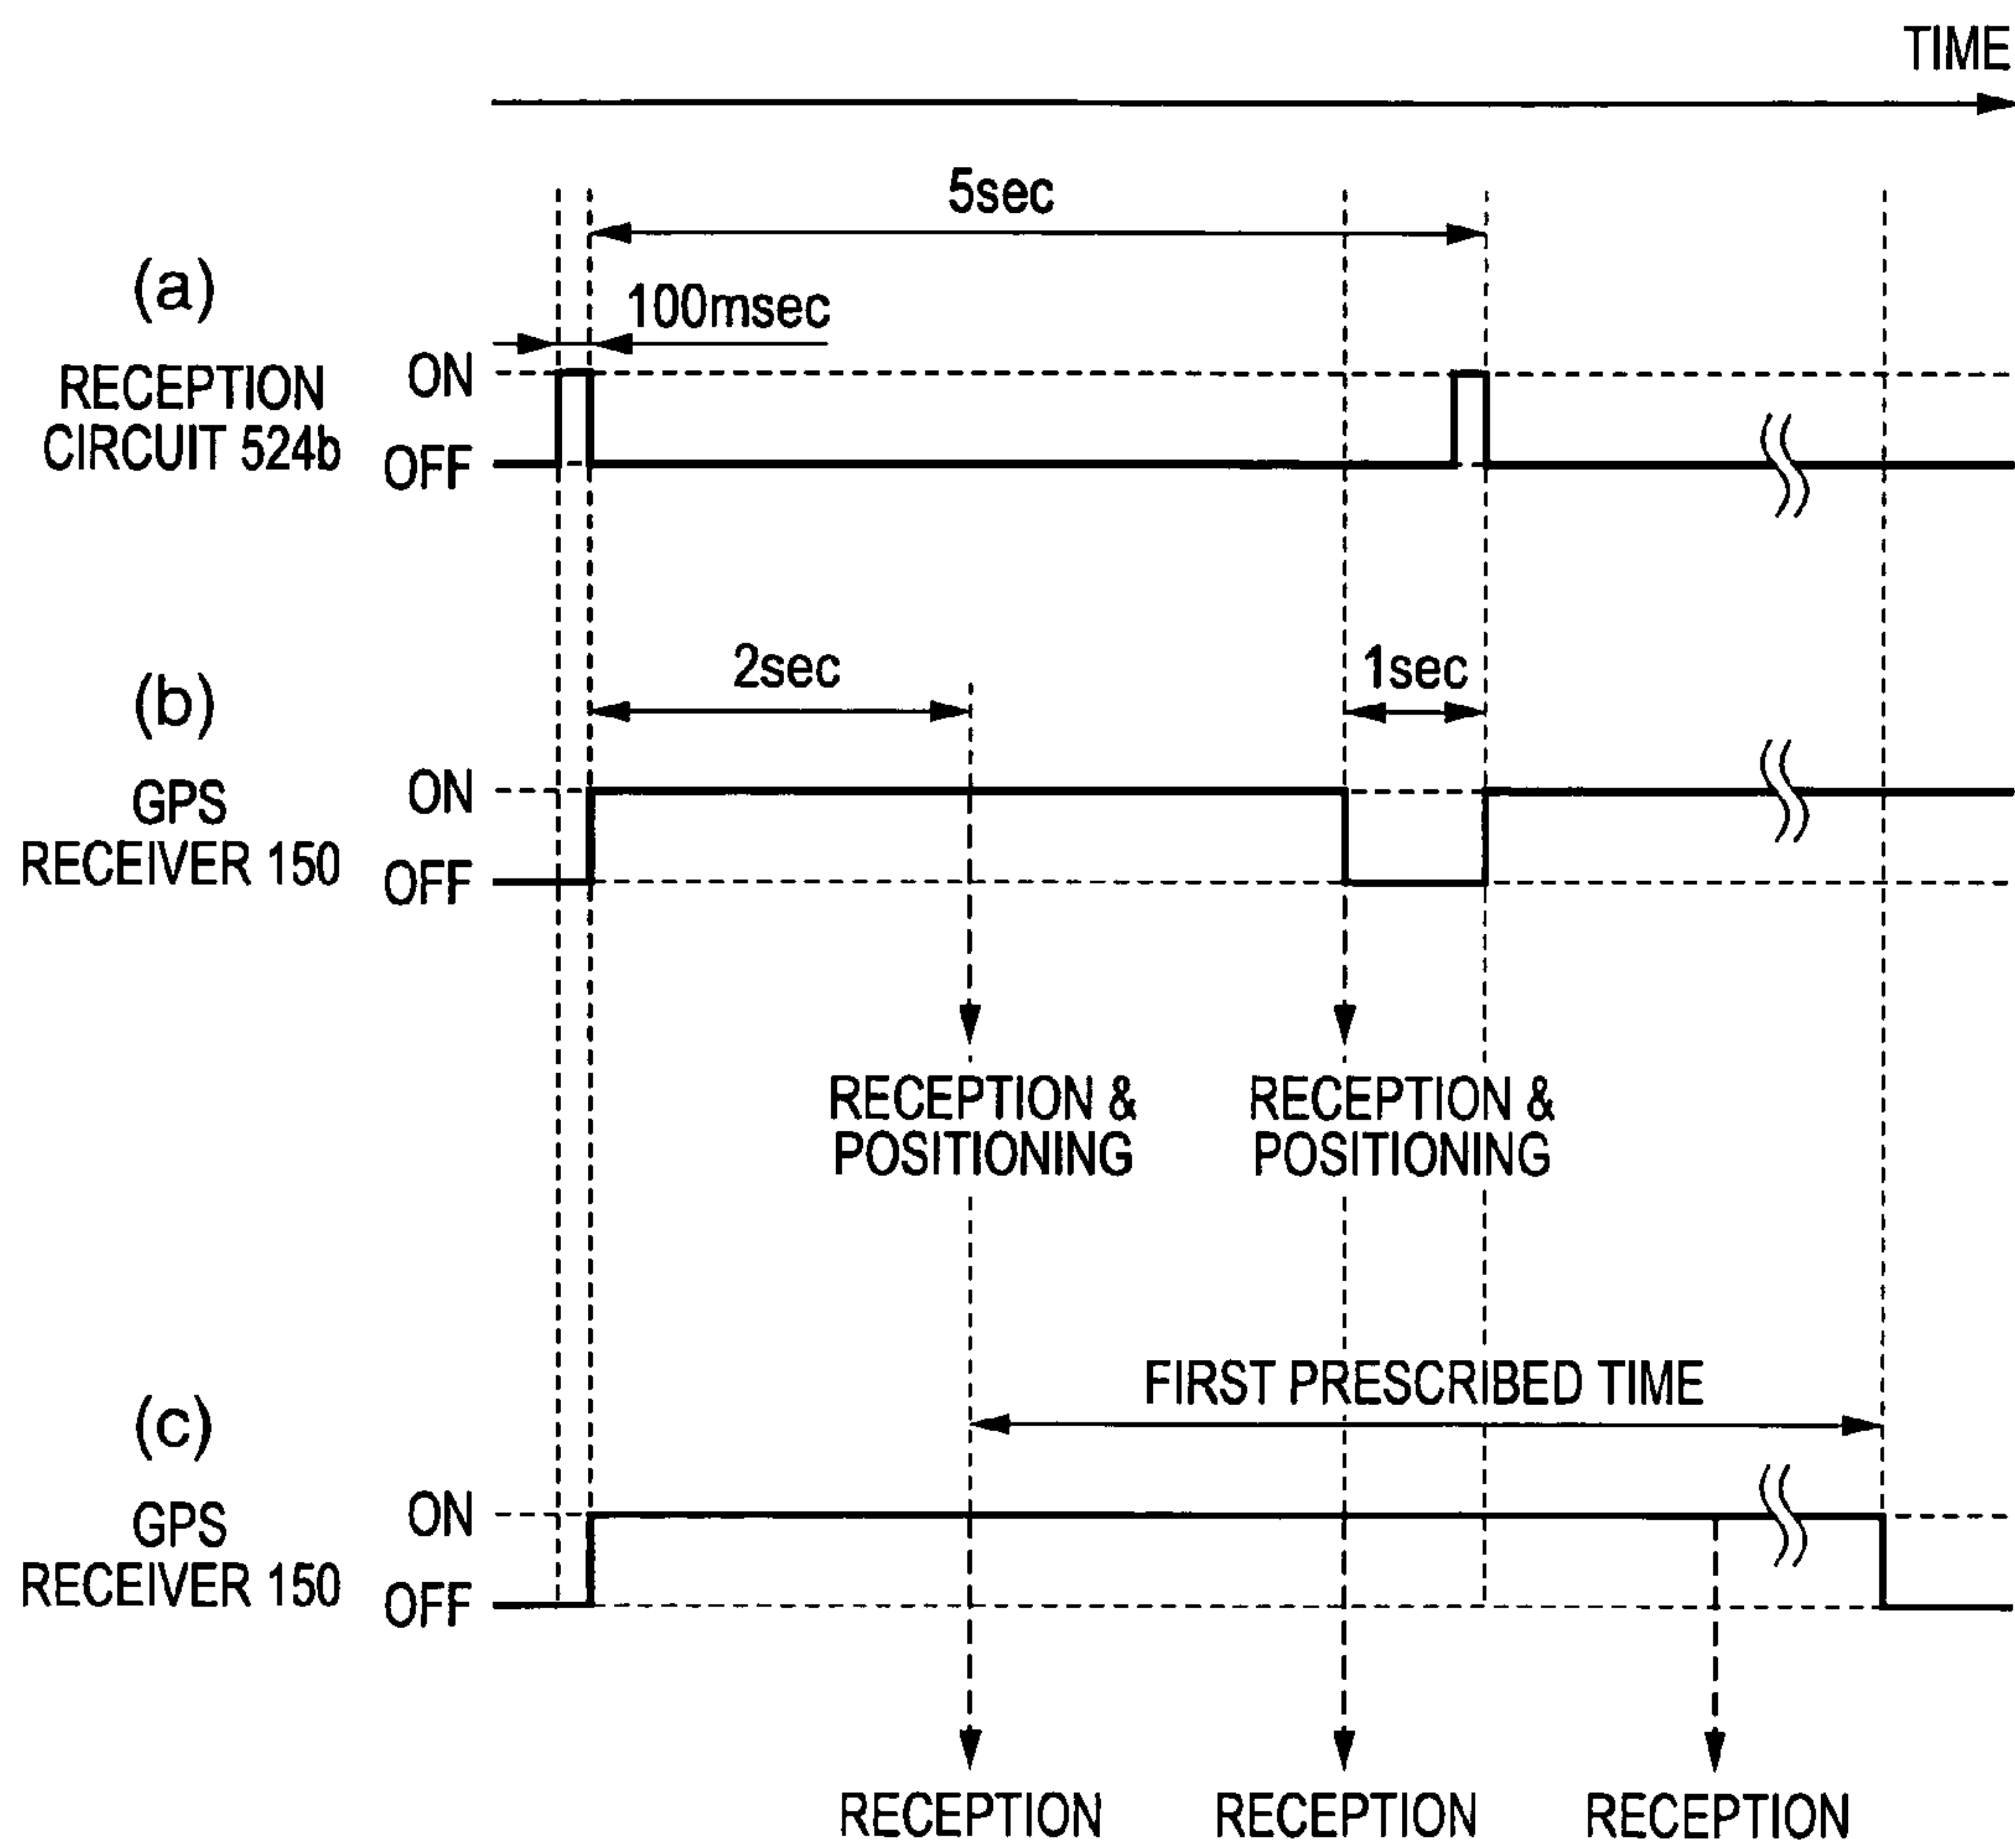 TIME
5sec
(a)
100msec
ON
RECEPTION
CIRCUIT 524b
OFF
2sec
1sec
(b)
ON
GPS
RECEIVER 150
OFF
RECEPTION &
POSITIONING
RECEPTION &
POSITIONING
FIRST PRESCRIBED TIME
(c)
ON
GPS
RECEIVER 150
OFF
RECEPTION
RECEPTION
RECEPTION